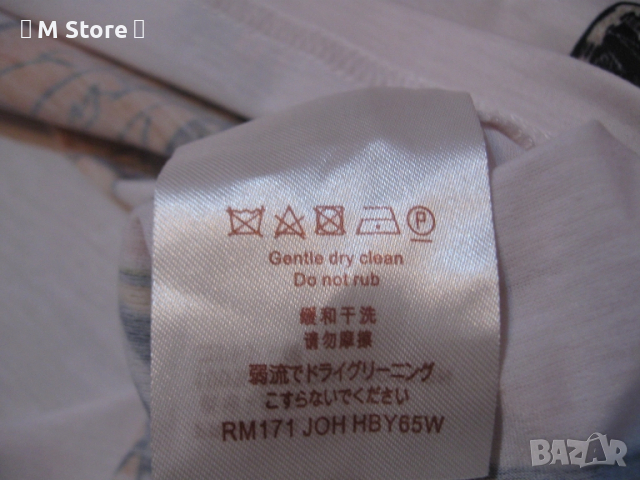 M Store
P
Gentle dry clean
Do not rub
缓和干洗
请勿摩擦
弱流でドライグリーニング
こすらないでください
RM171 JOH HBY65W
BAZAR